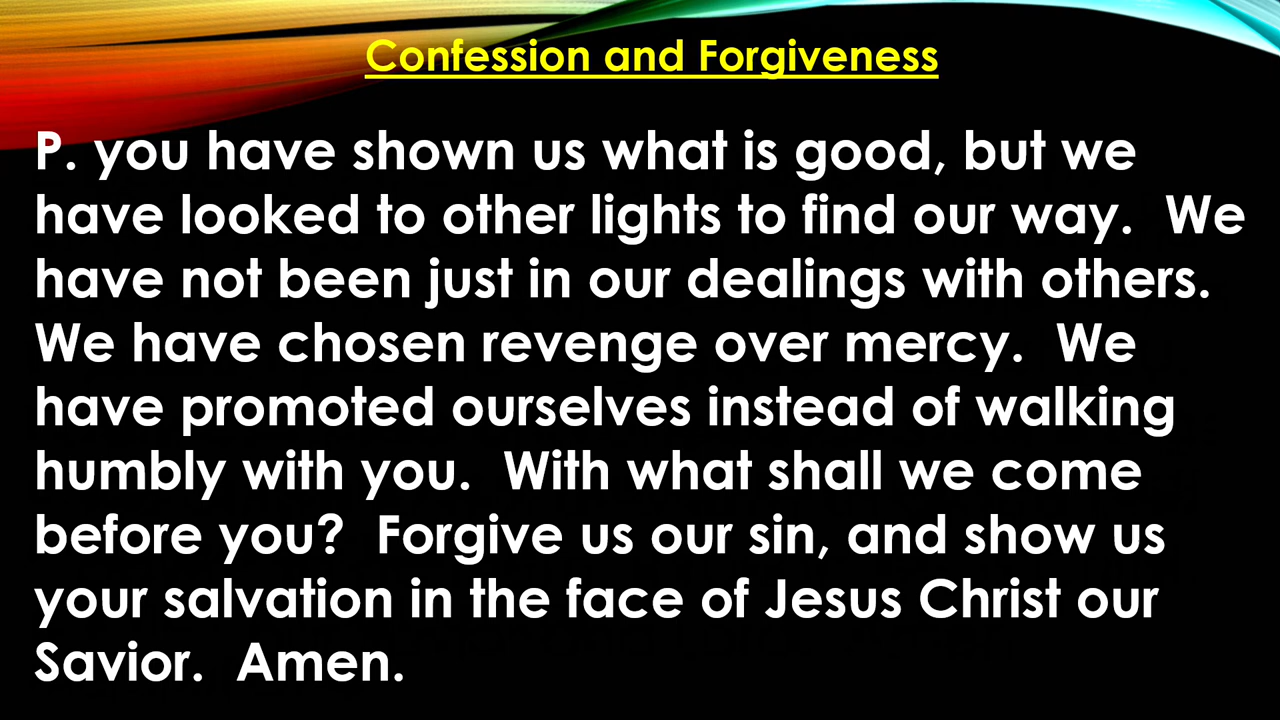 Confession and Forgiveness
P. you have shown us what is good, but we
have looked to other lights to find our way.  We
have not been just in our dealings with others.
We have chosen revenge over mercy.  We
have promoted ourselves instead of walking
humbly with you.  With what shall we come
before you?  Forgive us our sin, and show us
your salvation in the face of Jesus Christ our
Savior.  Amen.